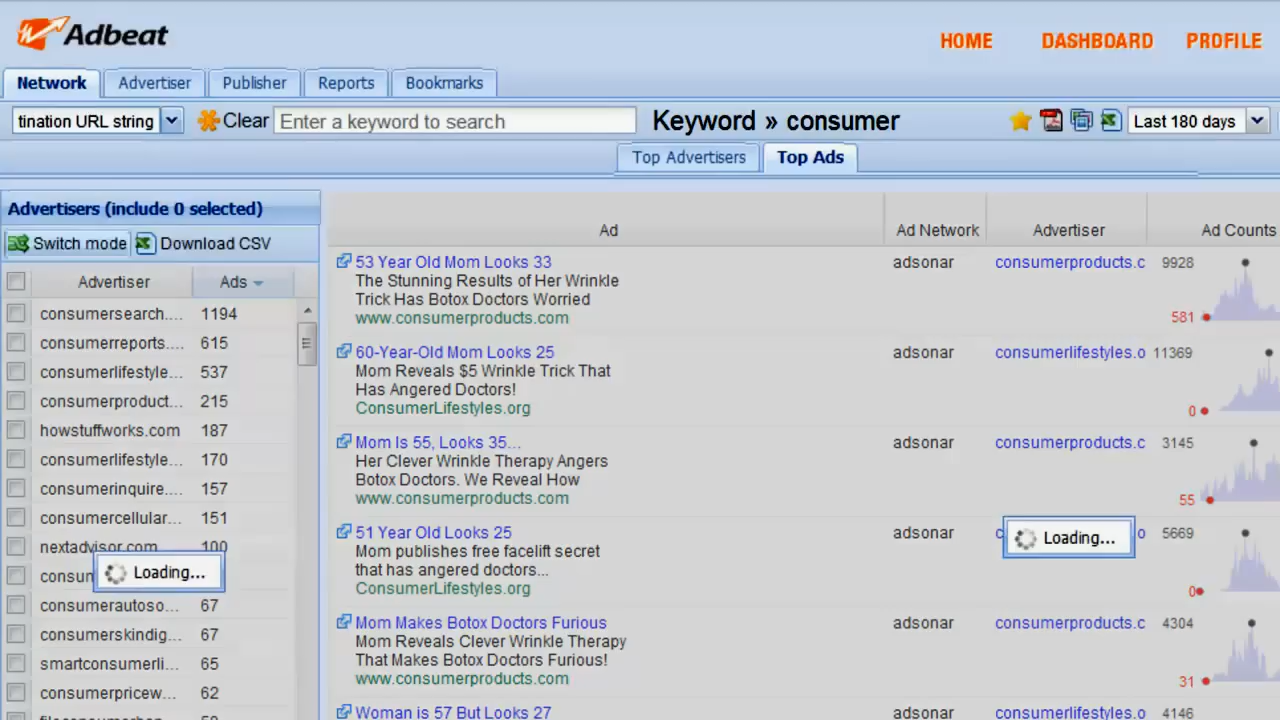 Adbeat
HOME DASHBOARD PROFILE
Network Advertiser Publisher Reports Bookmarks
tination URL string Clear Enter a keyword to search Keyword » consumer Last 180 days
Top Advertisers Top Ads
Advertisers (include 0 selected)
Switch mode Download CSV
Advertiser Ads
consumersearch.... 1194
consumerreports.... 615
consumerlifestyle... 537
consumerproduct... 215
howstuffworks.com 187
consumerlifestyle... 170
consumerinquire.... 157
consumercellular... 151
nextadvisor.com 100
consum
Loading...
consumerautoso... 67
consumerskindig... 67
smartconsumerli... 65
consumerpricew... 62
Ad Ad Network Advertiser Ad Counts
53 Year Old Mom Looks 33 adsonar consumerproducts.c 9928
The Stunning Results of Her Wrinkle
Trick Has Botox Doctors Worried
www.consumerproducts.com 581
60-Year-Old Mom Looks 25 adsonar consumerlifestyles.o 11369
Mom Reveals $5 Wrinkle Trick That
Has Angered Doctors!
ConsumerLifestyles.org 0
Mom Is 55, Looks 35... adsonar consumerproducts.c 3145
Her Clever Wrinkle Therapy Angers
Botox Doctors. We Reveal How
www.consumerproducts.com 55
51 Year Old Looks 25 adsonar c Loading... o 5669
Mom publishes free facelift secret
that has angered doctors...
ConsumerLifestyles.org 0
Mom Makes Botox Doctors Furious adsonar consumerproducts.c 4304
Mom Reveals Clever Wrinkle Therapy
That Makes Botox Doctors Furious!
www.consumerproducts.com 31
Woman is 57 But Looks 27 adsonar consumerlifestyles.o 4146